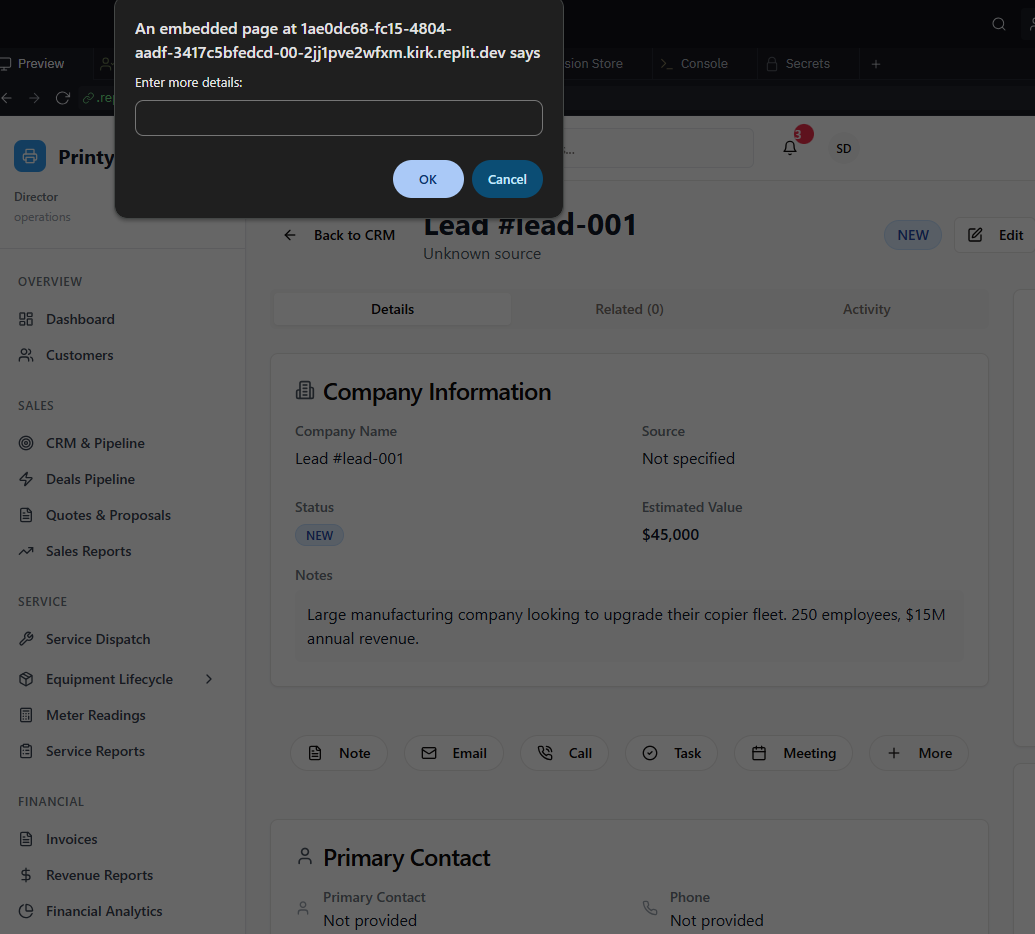 An embedded page at 1ae0dc68-fc15-4804-
aadf-3417c5bfedcd-00-2jj1pve2wfxm.kirk.replit.dev says
Enter more details:
OK
Cancel
Preview
sion Store
Console
Secrets
.rep
Printy
Director
operations
3
SD
Back to CRM
Lead #lead-001
Unknown source
NEW
Edit
OVERVIEW
Dashboard
Customers
SALES
CRM & Pipeline
Deals Pipeline
Quotes & Proposals
Sales Reports
SERVICE
Service Dispatch
Equipment Lifecycle
Meter Readings
Service Reports
FINANCIAL
Invoices
Revenue Reports
Financial Analytics
Details
Related (0)
Activity
Company Information
Company Name
Source
Lead #lead-001
Not specified
Status
Estimated Value
NEW
$45,000
Notes
Large manufacturing company looking to upgrade their copier fleet. 250 employees, $15M
annual revenue.
Note
Email
Call
Task
Meeting
More
Primary Contact
Primary Contact
Phone
Not provided
Not provided